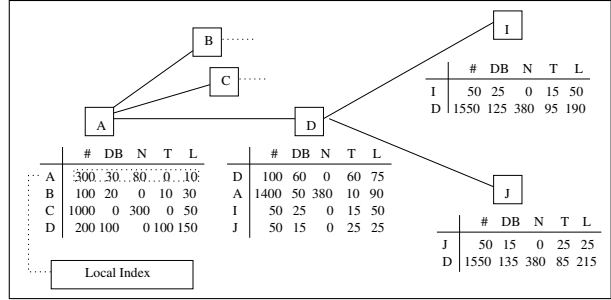 B
C
A
D
I
J
# DB N T L
I 50 25 0 15 50
D 1550 125 380 95 190
# DB N T L
A 300 30 80 0 10
B 100 20 0 10 30
C 1000 0 300 0 50
D 200 100 0 100 150
# DB N T L
D 100 60 0 60 75
A 1400 50 380 10 90
I 50 25 0 15 50
J 50 15 0 25 25
# DB N T L
J 50 15 0 25 25
D 1550 135 380 85 215
Local Index